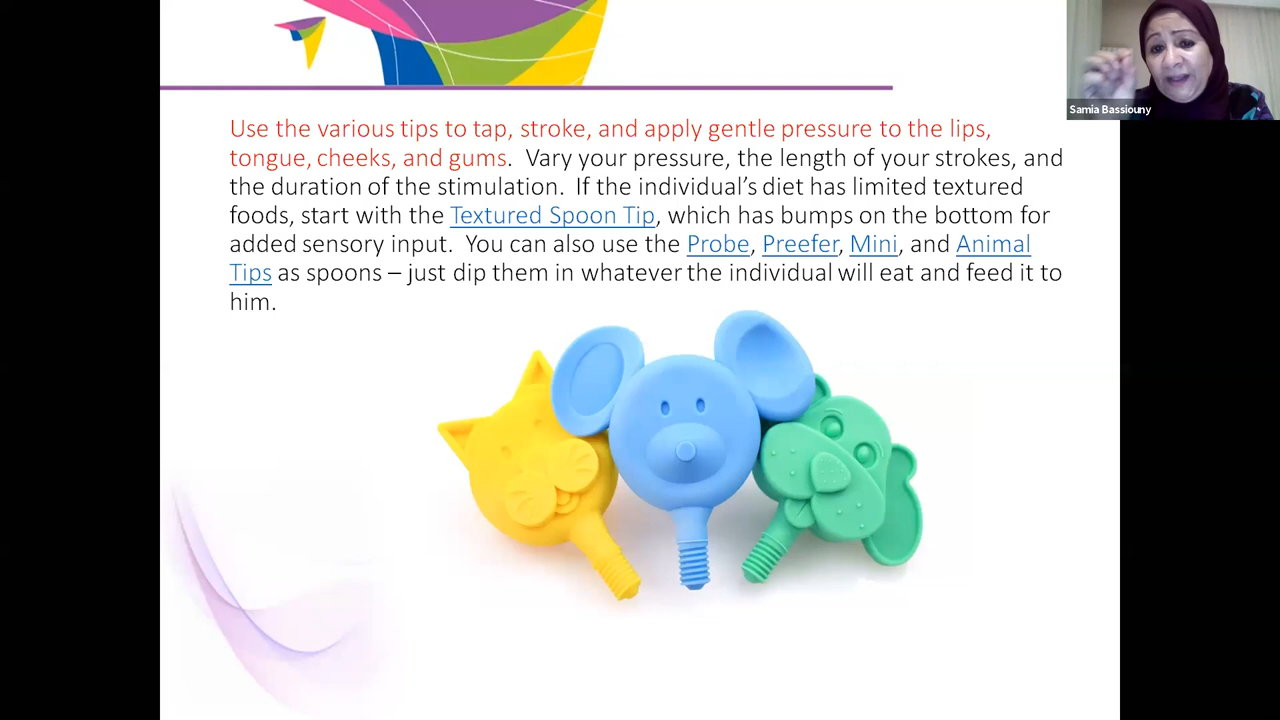 Use the various tips to tap, stroke, and apply gentle pressure to the lips,
tongue, cheeks, and gums.  Vary your pressure, the length of your strokes, and
the duration of the stimulation.  If the individual’s diet has limited textured
foods, start with the Textured Spoon Tip, which has bumps on the bottom for
added sensory input.  You can also use the Probe, Preefer, Mini, and Animal
Tips as spoons – just dip them in whatever the individual will eat and feed it to
him.
Samia Bassiouny